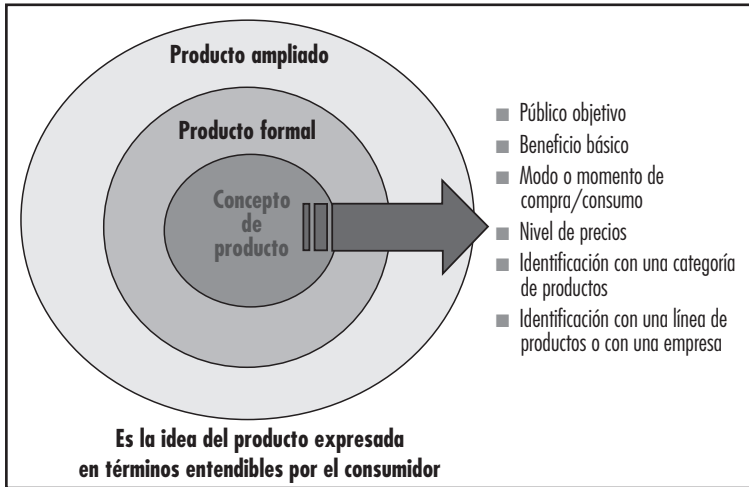 Producto ampliado
Producto formal
Concepto
de
producto
■ Público objetivo
■ Beneficio básico
■ Modo o momento de
compra/consumo
■ Nivel de precios
■ Identificación con una categoría
de productos
■ Identificación con una línea de
productos o con una empresa
Es la idea del producto expresada
en términos entendibles por el consumidor